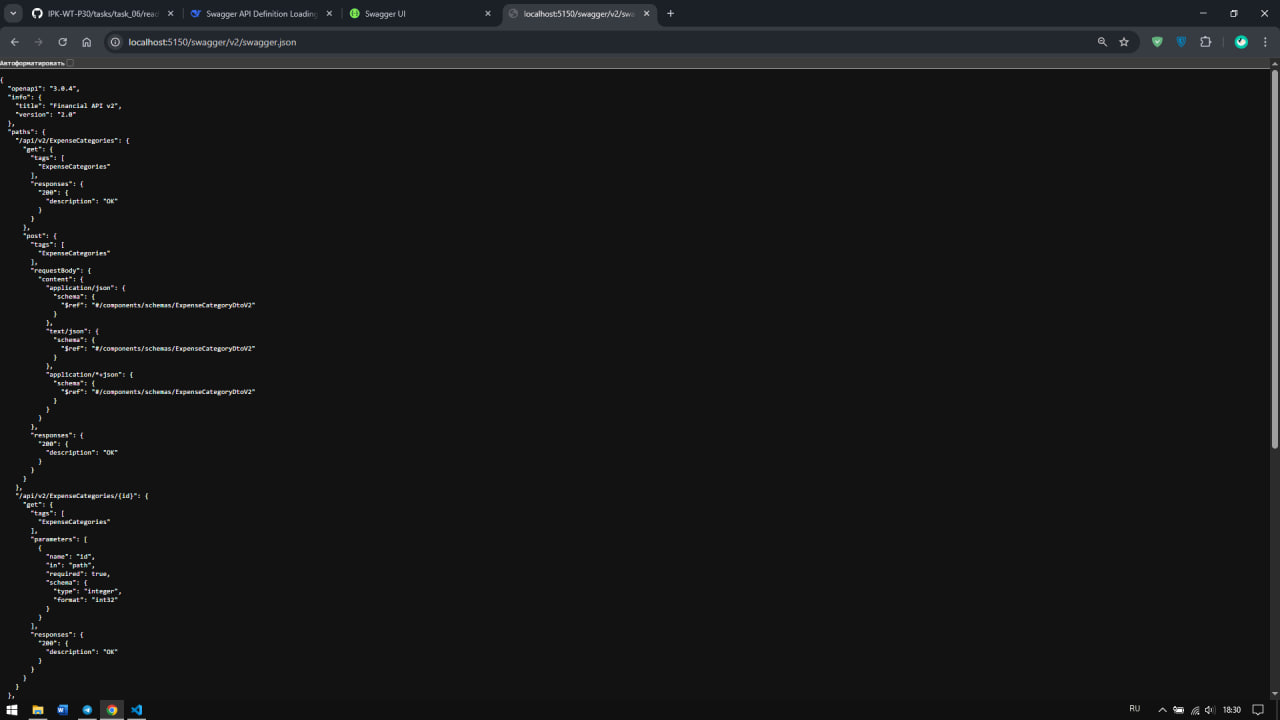 IPK-WT-P30/tasks/task_06/read
Swagger API Definition Loading
Swagger UI
localhost:5150/swagger/v2/swa
localhost:5150/swagger/v2/swagger.json
Автоформатировать
{
  "openapi": "3.0.4",
  "info": {
    "title": "Financial API v2",
    "version": "2.0"
  },
  "paths": {
    "/api/v2/ExpenseCategories": {
      "get": {
        "tags": [
          "ExpenseCategories"
        ],
        "responses": {
          "200": {
            "description": "OK"
          }
        }
      },
      "post": {
        "tags": [
          "ExpenseCategories"
        ],
        "requestBody": {
          "content": {
            "application/json": {
              "schema": {
                "$ref": "#/components/schemas/ExpenseCategoryDtoV2"
              }
            },
            "text/json": {
              "schema": {
                "$ref": "#/components/schemas/ExpenseCategoryDtoV2"
              }
            },
            "application/*+json": {
              "schema": {
                "$ref": "#/components/schemas/ExpenseCategoryDtoV2"
              }
            }
          }
        },
        "responses": {
          "200": {
            "description": "OK"
          }
        }
      }
    },
    "/api/v2/ExpenseCategories/{id}": {
      "get": {
        "tags": [
          "ExpenseCategories"
        ],
        "parameters": [
          {
            "name": "id",
            "in": "path",
            "required": true,
            "schema": {
              "type": "integer",
              "format": "int32"
            }
          }
        ],
        "responses": {
          "200": {
            "description": "OK"
          }
        }
      }
    },
RU
18:30